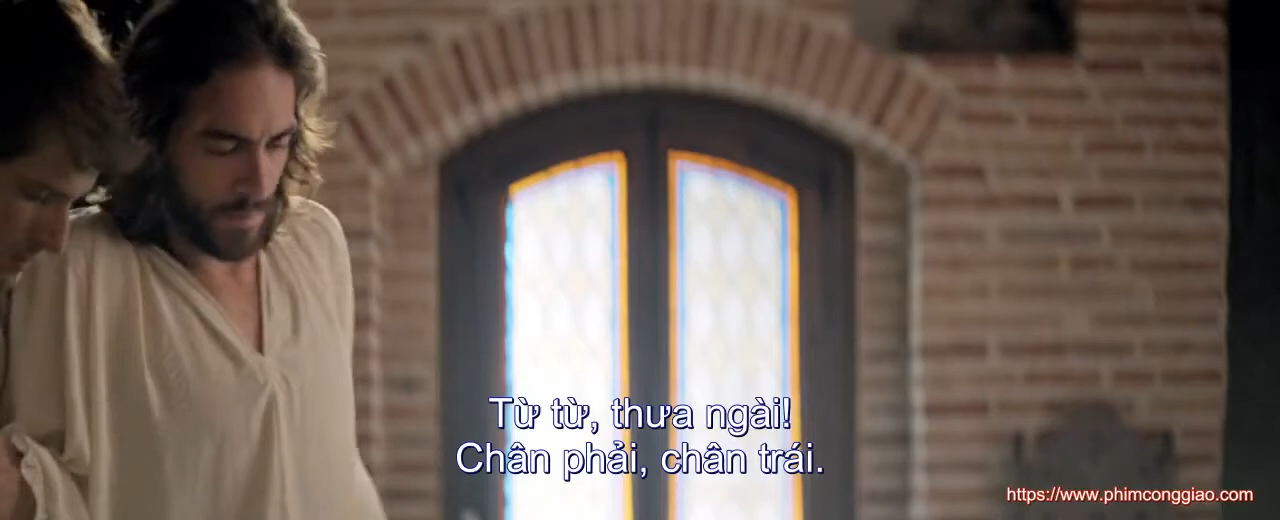 Từ từ, thưa ngài!
Chân phải, chân trái.
https://www.phimconggiao.com